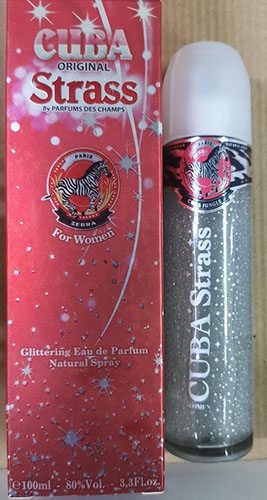 CUBA
ORIGINAL
Strass
By PARFUMS DES CHAMPS
PARIS
ZEBRA
For Women
Glittering Eau de Parfum
Natural Spray
℮100ml 80%Vol. 3,3Fl.oz.
CUBA JUNGLE
CUBA Strass